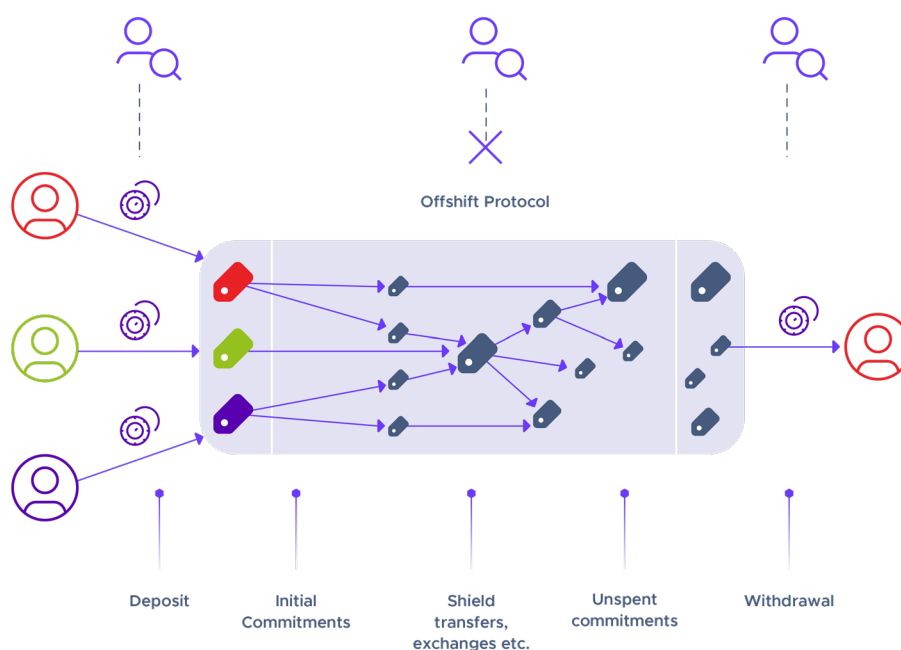 Offshift Protocol
Deposit
Initial
Commitments
Shield
transfers,
exchanges etc.
Unspent
commitments
Withdrawal